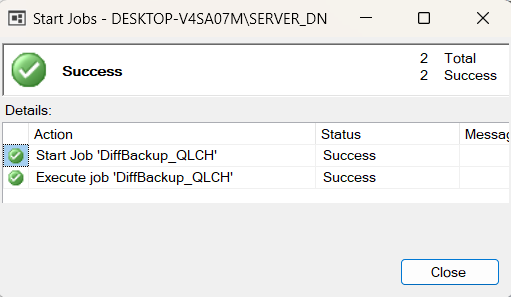 Start Jobs - DESKTOP-V4SA07M\SERVER_DN
Success
2 Total
2 Success
Details:
Action Status Messag
Start Job 'DiffBackup_QLCH' Success
Execute job 'DiffBackup_QLCH' Success
Close